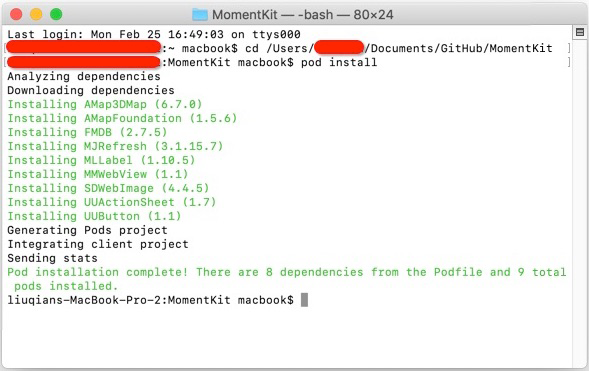 MomentKit — -bash — 80×24
Last login: Mon Feb 25 16:49:03 on ttys000
[:~ macbook$ cd /Users/ /Documents/GitHub/MomentKit ]
[:MomentKit macbook$ pod install ]
Analyzing dependencies
Downloading dependencies
Installing AMap3DMap (6.7.0)
Installing AMapFoundation (1.5.6)
Installing FMDB (2.7.5)
Installing MJRefresh (3.1.15.7)
Installing MLLabel (1.10.5)
Installing MMWebView (1.1)
Installing SDWebImage (4.4.5)
Installing UUActionSheet (1.7)
Installing UUButton (1.1)
Generating Pods project
Integrating client project
Sending stats
Pod installation complete! There are 8 dependencies from the Podfile and 9 total
pods installed.
liuqians-MacBook-Pro-2:MomentKit macbook$